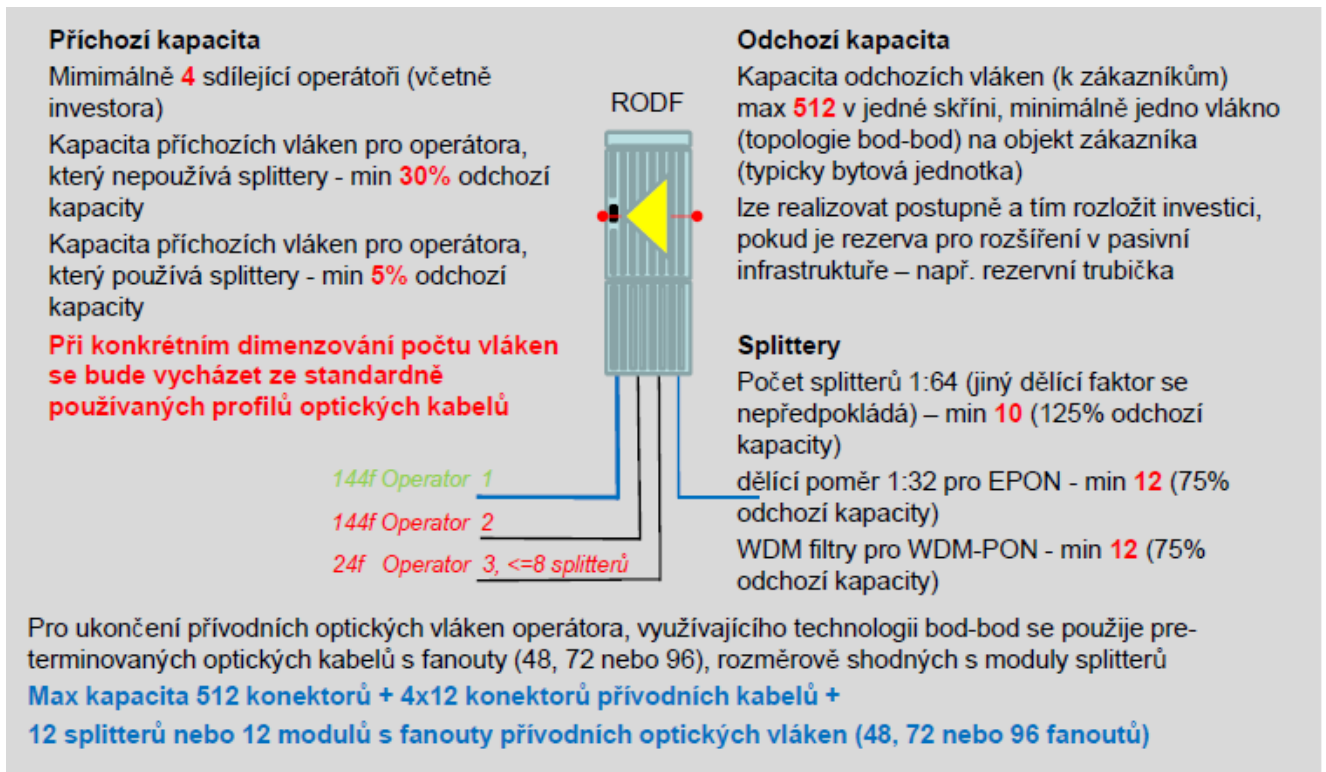 Příchozí kapacita
Mimimálně 4 sdílející operátoři (včetně
investora)
Kapacita příchozích vláken pro operátora,
který nepoužívá splittery - min 30% odchozí
kapacity
Kapacita příchozích vláken pro operátora,
který používá splittery - min 5% odchozí
kapacity
Při konkrétním dimenzování počtu vláken
se bude vycházet ze standardně
používaných profilů optických kabelů
RODF
144f Operator 1
144f Operator 2
24f Operator 3, <=8 splitterů
Odchozí kapacita
Kapacita odchozích vláken (k zákazníkům)
max 512 v jedné skříni, minimálně jedno vlákno
(topologie bod-bod) na objekt zákazníka
(typicky bytová jednotka)
lze realizovat postupně a tím rozložit investici,
pokud je rezerva pro rozšíření v pasivní
infrastruktuře – např. rezervní trubička
Splittery
Počet splitterů 1:64 (jiný dělící faktor se
nepředpokládá) – min 10 (125% odchozí
kapacity)
dělící poměr 1:32 pro EPON - min 12 (75%
odchozí kapacity)
WDM filtry pro WDM-PON - min 12 (75%
odchozí kapacity)
Pro ukončení přívodních optických vláken operátora, využívajícího technologii bod-bod se použije pre-
terminovaných optických kabelů s fanouty (48, 72 nebo 96), rozměrově shodných s moduly splitterů
Max kapacita 512 konektorů + 4x12 konektorů přívodních kabelů +
12 splitterů nebo 12 modulů s fanouty přívodních optických vláken (48, 72 nebo 96 fanoutů)